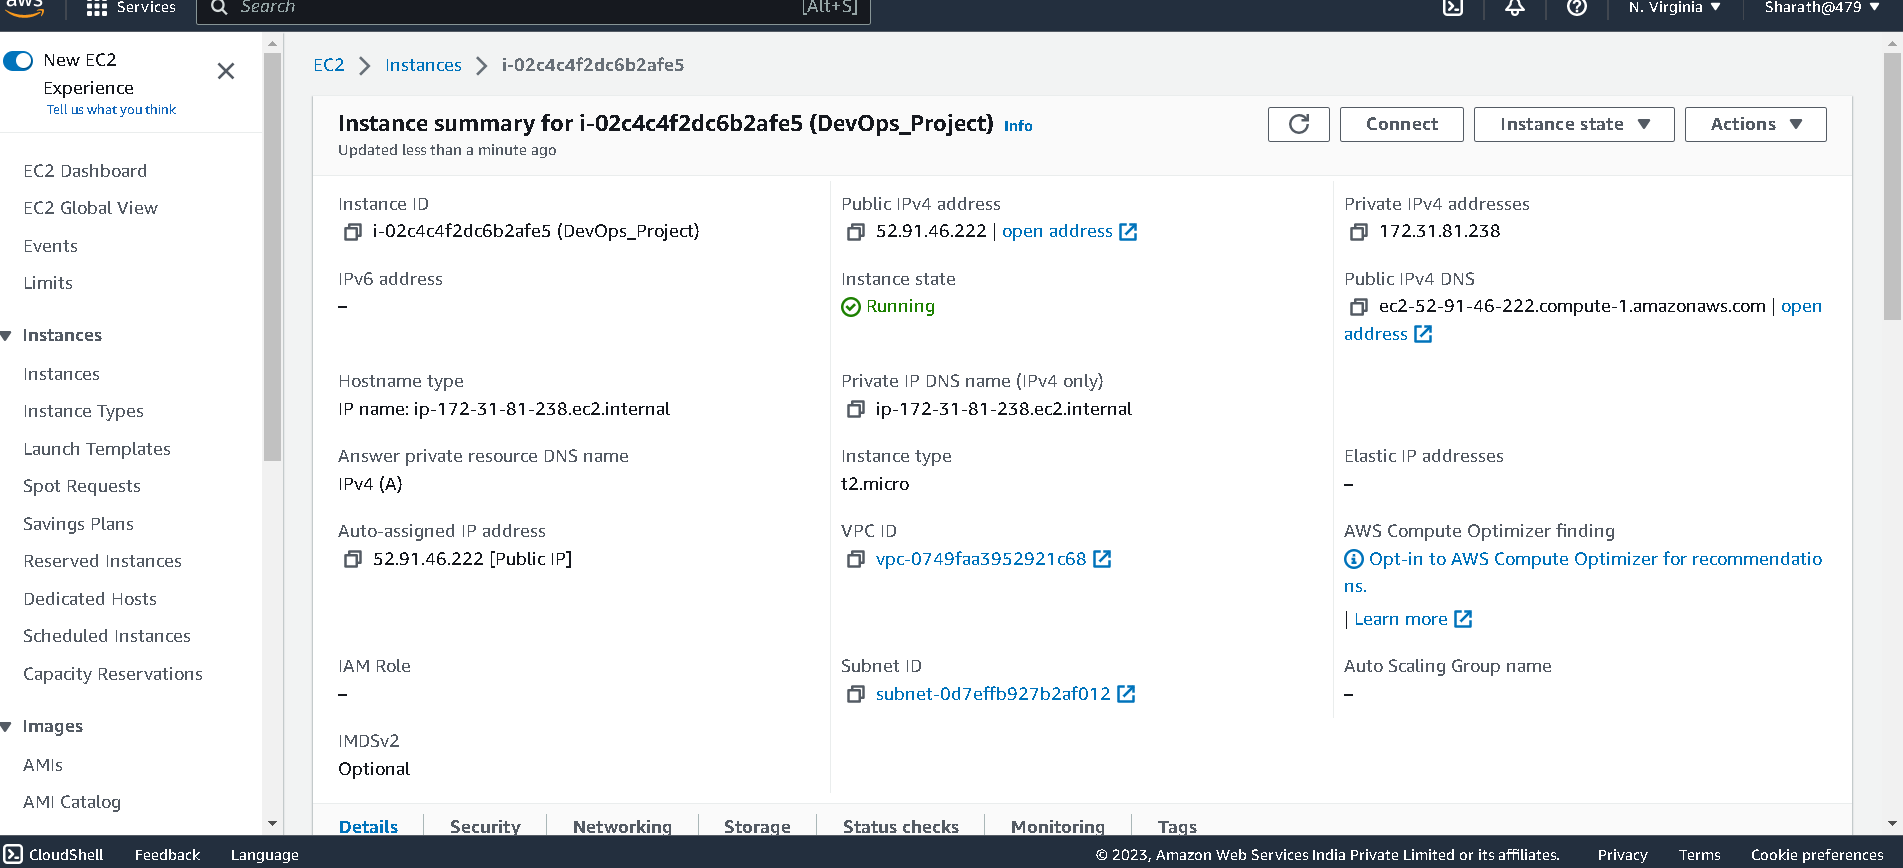 aws
Services
Search
[Alt+S]
N. Virginia
Sharath@479
New EC2
Experience
Tell us what you think
EC2 Dashboard
EC2 Global View
Events
Limits
Instances
Instances
Instance Types
Launch Templates
Spot Requests
Savings Plans
Reserved Instances
Dedicated Hosts
Scheduled Instances
Capacity Reservations
Images
AMIs
AMI Catalog
EC2 > Instances > i-02c4c4f2dc6b2afe5
Instance summary for i-02c4c4f2dc6b2afe5 (DevOps_Project) Info
Updated less than a minute ago
Connect
Instance state
Actions
Instance ID
i-02c4c4f2dc6b2afe5 (DevOps_Project)
Public IPv4 address
52.91.46.222 | open address
Private IPv4 addresses
172.31.81.238
IPv6 address
–
Instance state
Running
Public IPv4 DNS
ec2-52-91-46-222.compute-1.amazonaws.com | open
address
Hostname type
IP name: ip-172-31-81-238.ec2.internal
Private IP DNS name (IPv4 only)
ip-172-31-81-238.ec2.internal
Answer private resource DNS name
IPv4 (A)
Instance type
t2.micro
Elastic IP addresses
–
Auto-assigned IP address
52.91.46.222 [Public IP]
VPC ID
vpc-0749faa3952921c68
AWS Compute Optimizer finding
Opt-in to AWS Compute Optimizer for recommendatio
ns.
| Learn more
IAM Role
–
Subnet ID
subnet-0d7effb927b2af012
Auto Scaling Group name
–
IMDSv2
Optional
Details
Security
Networking
Storage
Status checks
Monitoring
Tags
CloudShell
Feedback
Language
© 2023, Amazon Web Services India Private Limited or its affiliates.
Privacy
Terms
Cookie preferences